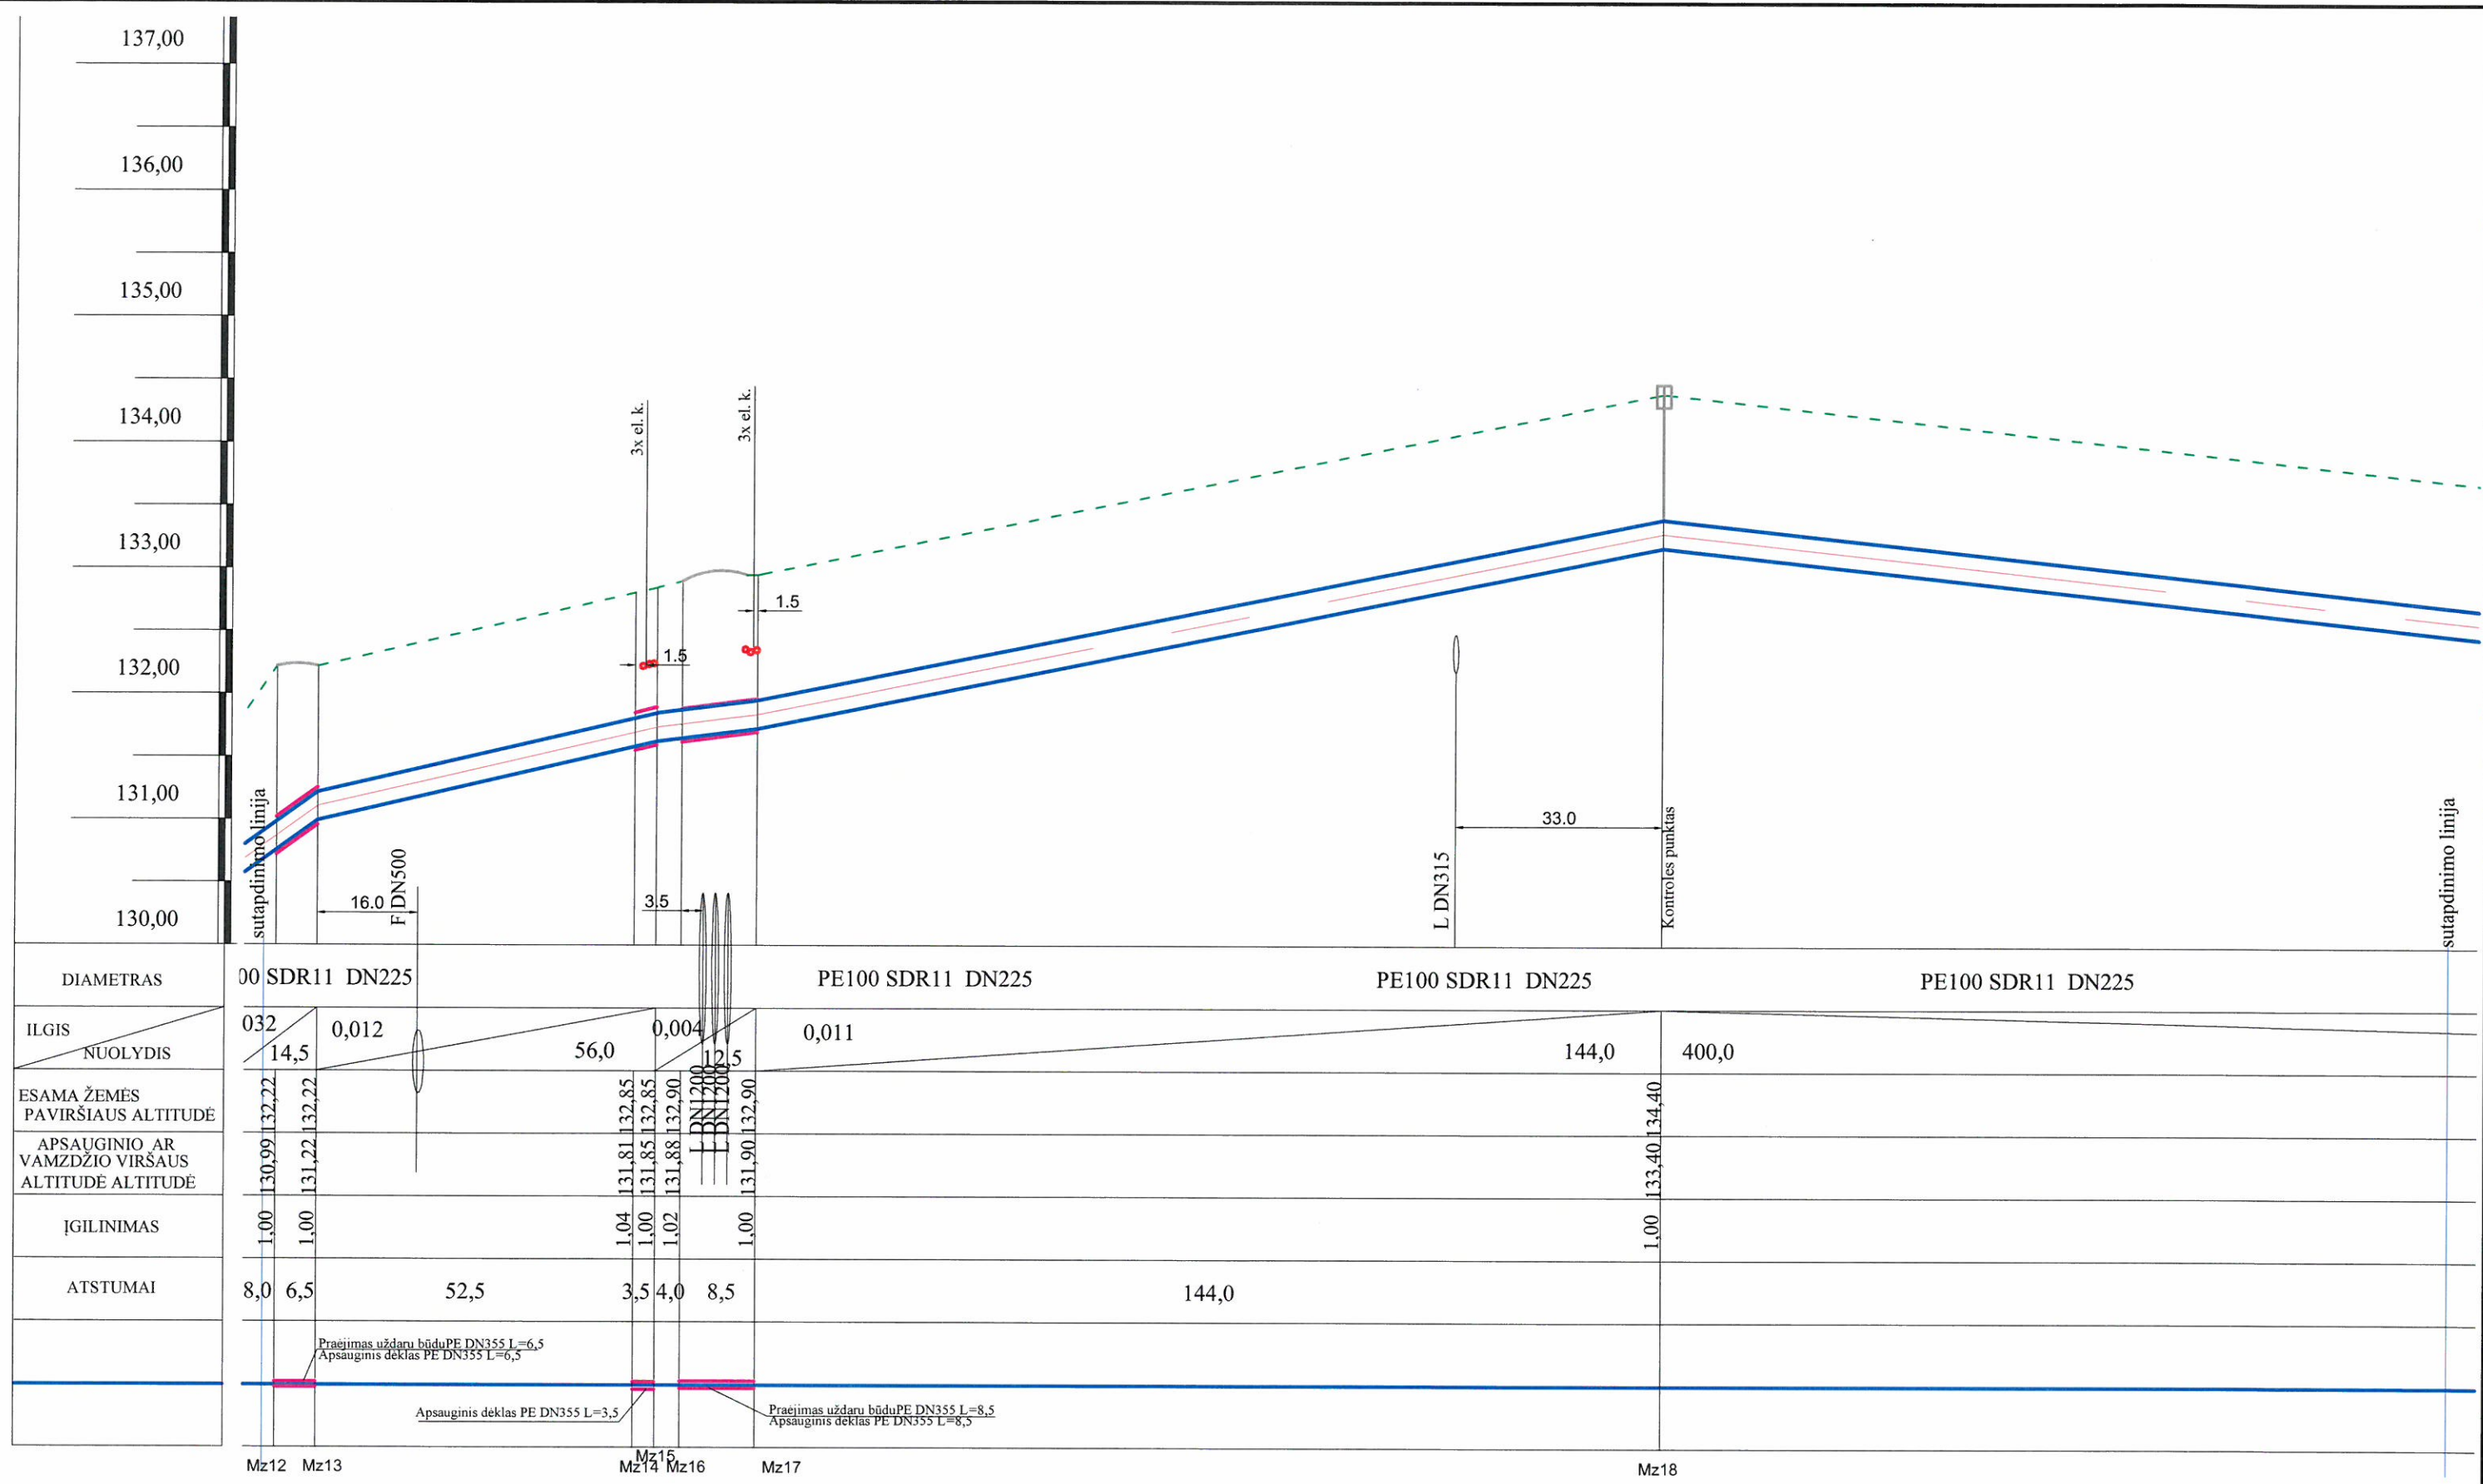 137,00
136,00
135,00
134,00
133,00
132,00
131,00
130,00
3x el. k.
3x el. k.
1.5
1.5
sutapdinimo linija
16.0
F DN500
3.5
L DN315
33.0
Kontroles punktas
sutapdinimo linija
DIAMETRAS
00 SDR11 DN225
PE100 SDR11 DN225
PE100 SDR11 DN225
PE100 SDR11 DN225
ILGIS
NUOLYDIS
032
14,5
0,012
56,0
0,004
12,5
0,011
144,0
400,0
ESAMA ŽEMĖS
PAVIRŠIAUS ALTITUDĖ
132,22
132,22
132,85
132,85
132,90
132,90
134,40
L DN1200
L DN1200
L DN1200
APSAUGINIO AR
VAMZDŽIO VIRŠAUS
ALTITUDĖ ALTITUDĖ
130,99
131,22
131,81
131,85
131,88
131,90
133,40
ĮGILINIMAS
1,00
1,00
1,04
1,00
1,02
1,00
1,00
ATSTUMAI
8,0
6,5
52,5
3,5
4,0
8,5
144,0
Praėjimas uždaru būduPE DN355 L=6,5
Apsauginis dėklas PE DN355 L=6,5
Apsauginis dėklas PE DN355 L=3,5
Praėjimas uždaru būduPE DN355 L=8,5
Apsauginis dėklas PE DN355 L=8,5
Mz12
Mz13
Mz14
Mz15
Mz16
Mz17
Mz18